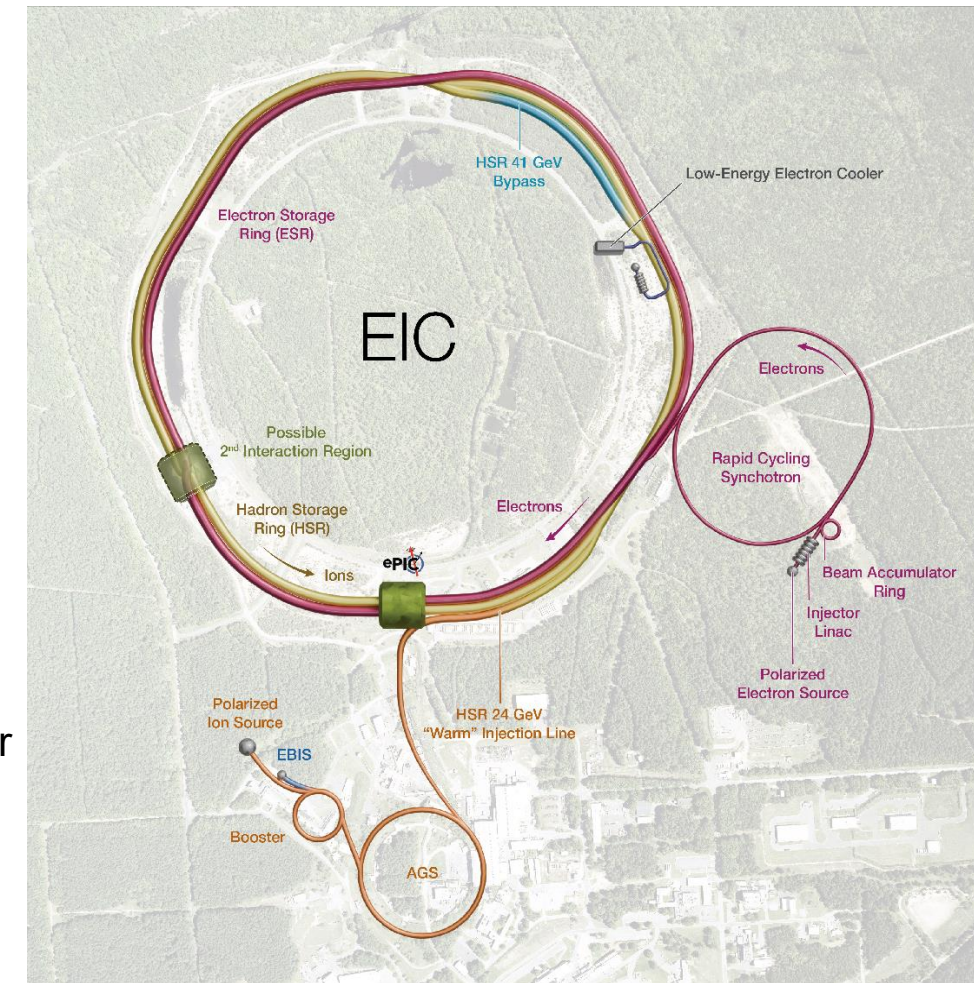 HSR 41 GeV
Bypass
Low-Energy Electron Cooler
Electron Storage
Ring (ESR)
EIC
Electrons
Possible
2nd Interaction Region
Rapid Cycling
Synchotron
Hadron Storage
Ring (HSR)
Electrons
ePIC
Ions
Beam Accumulator
Ring
Injector
Linac
Polarized
Electron Source
Polarized
Ion Source
HSR 24 GeV
"Warm" Injection Line
r
EBIS
Booster
AGS